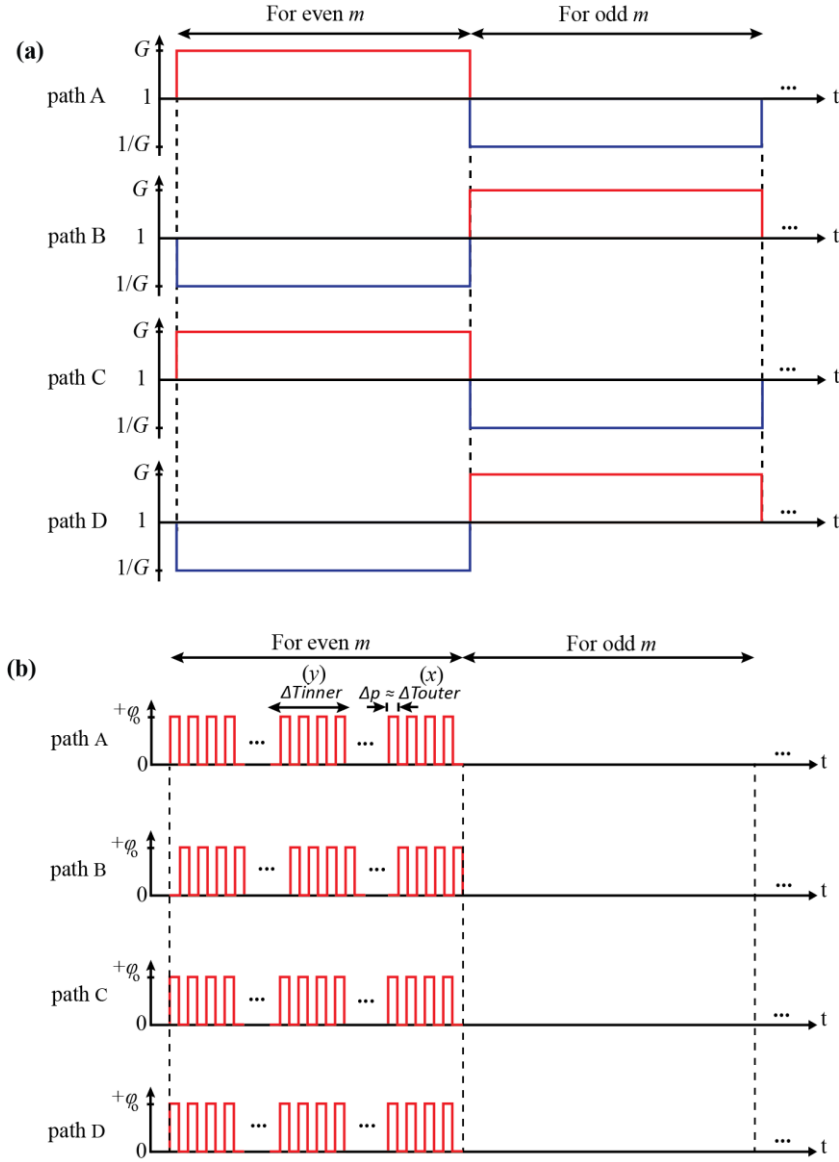 For even m For odd m
(a)
G
path A 1 t
...
1/G
G
path B 1 t
...
1/G
G
path C 1 t
...
1/G
G
path D 1 t
...
1/G
For even m For odd m
(b)
(y) (x)
ΔTinner Δp ≈ ΔTouter
+φ0
path A ... ... ...
0 t
+φ0
path B ... ... ...
0 t
+φ0
path C ... ... ...
0 t
+φ0
path D ... ... ...
0 t